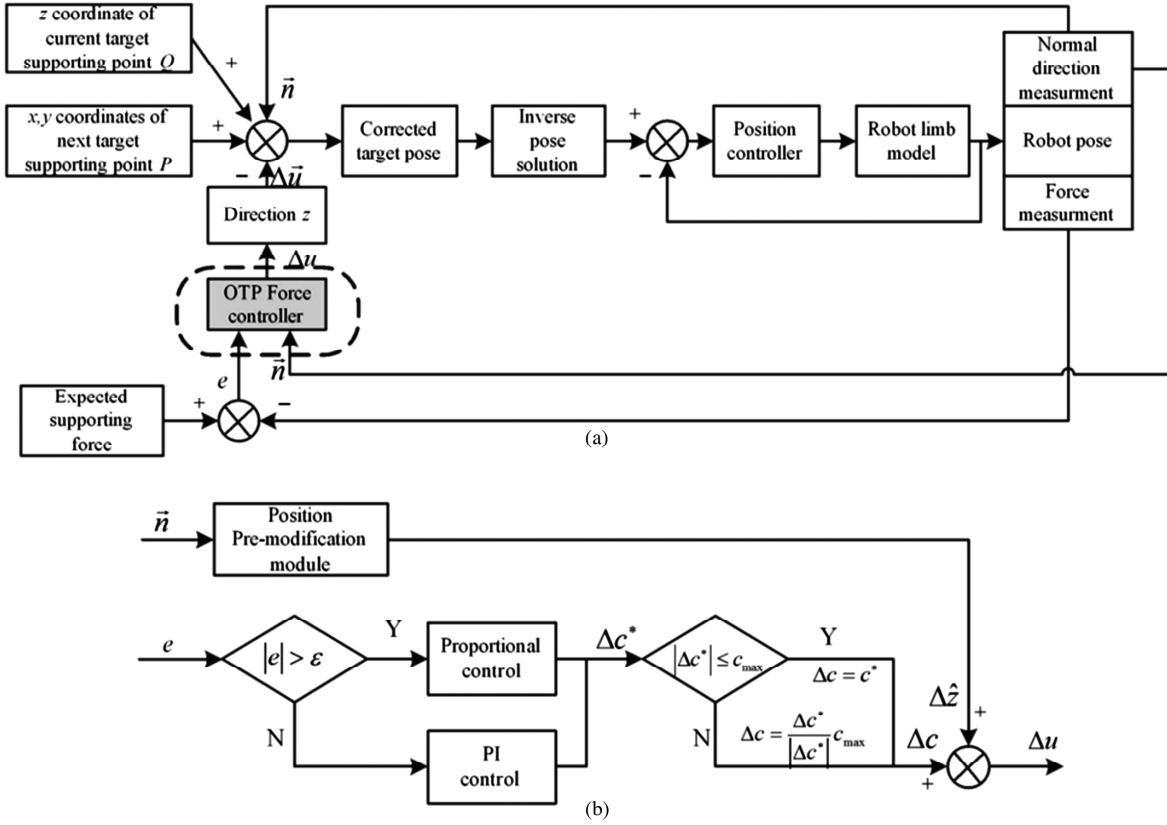 z coordinate of
current target
supporting point Q
+
n⃗
x,y coordinates of
next target
supporting point P
+
−
Δu⃗
Corrected
target pose
Inverse
pose
solution
+
−
Position
controller
Robot limb
model
Normal
direction
measurment
Robot pose
Force
measurment
Direction z
Δu
OTP Force
controller
e
n⃗
Expected
supporting
force
+
−
(a)
n⃗
Position
Pre-modification
module
e
|e| > ε
Y
N
Proportional
control
PI
control
Δc*
|Δc*| ≤ cmax
Y
Δc = c*
N
Δc = Δc*/|Δc*| cmax
Δẑ
+
Δc
+
Δu
(b)